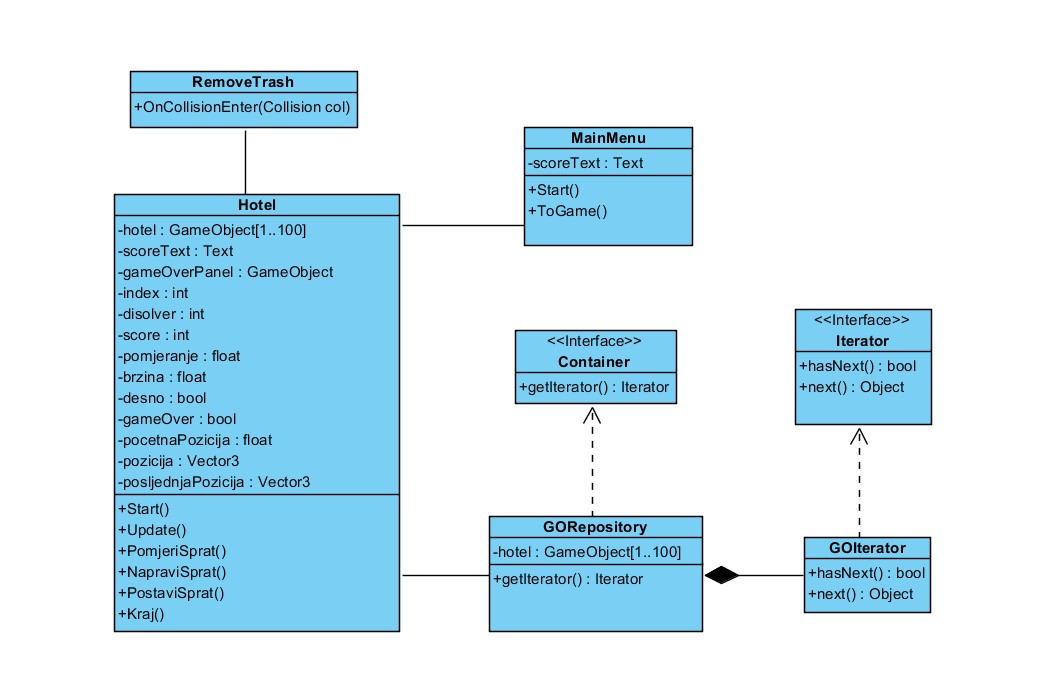 RemoveTrash
+OnCollisionEnter(Collision col)
MainMenu
-scoreText : Text
+Start()
+ToGame()
Hotel
-hotel : GameObject[1..100]
-scoreText : Text
-gameOverPanel : GameObject
-index : int
-disolver : int
-score : int
-pomjeranje : float
-brzina : float
-desno : bool
-gameOver : bool
-pocetnaPozicija : float
-pozicija : Vector3
-posljednjaPozicija : Vector3
+Start()
+Update()
+PomjeriSprat()
+NapraviSprat()
+PostaviSprat()
+Kraj()
<<Interface>>
Container
+getIterator() : Iterator
<<Interface>>
Iterator
+hasNext() : bool
+next() : Object
GORepository
-hotel : GameObject[1..100]
+getIterator() : Iterator
GOIterator
+hasNext() : bool
+next() : Object